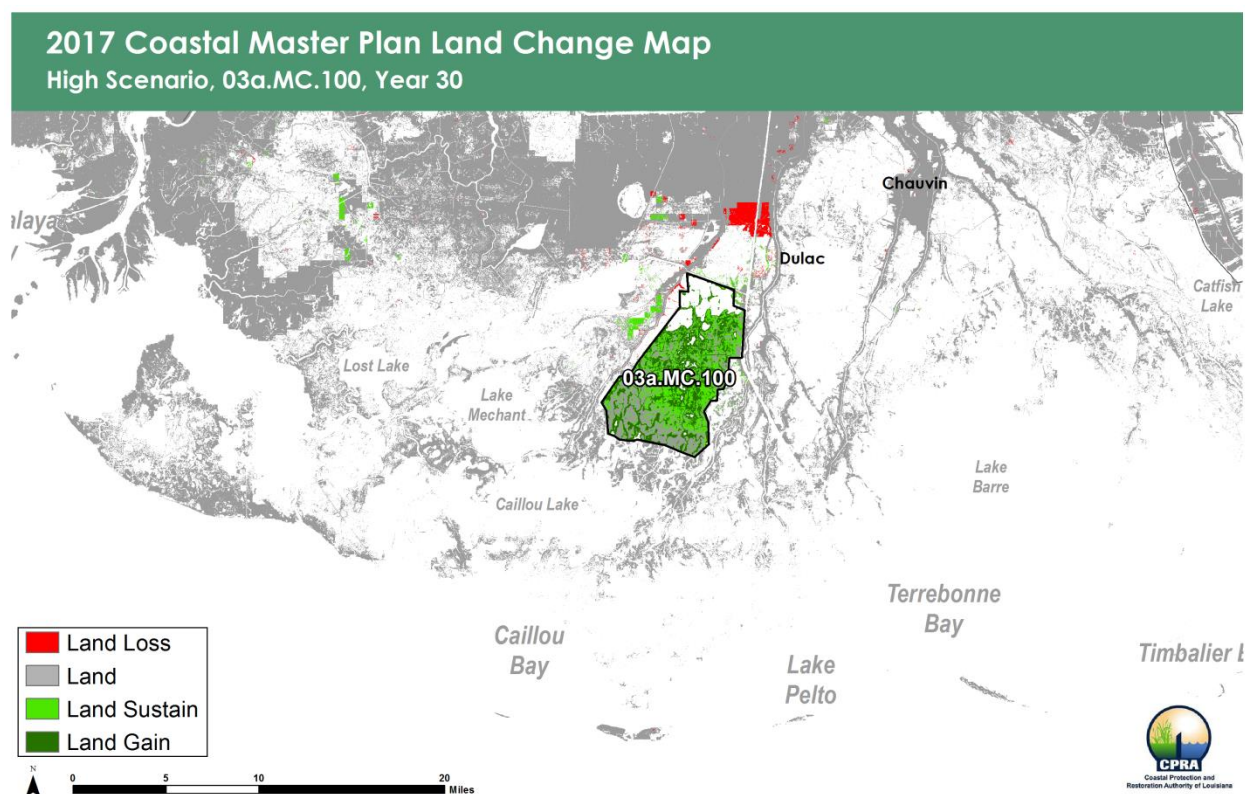 2017 Coastal Master Plan Land Change Map
High Scenario, 03a.MC.100, Year 30
alaya
Chauvin
Dulac
Catfish
Lake
Lost Lake
03a.MC.100
Lake
Mechant
Lake
Barre
Caillou Lake
Terrebonne
Bay
Caillou
Bay
Lake
Pelto
Timbalier B
Land Loss
Land
Land Sustain
Land Gain
N
0 5 10 20
Miles
CPRA
Coastal Protection and
Restoration Authority of Louisiana